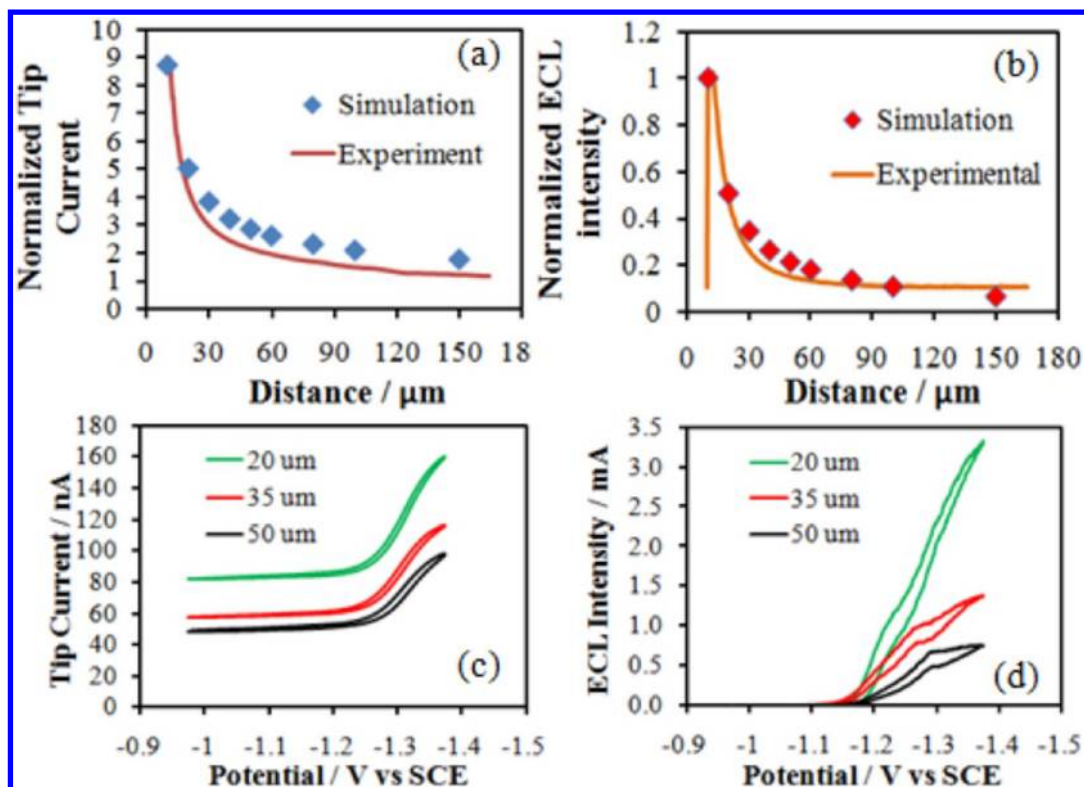 (a)
Normalized Tip
Current
10
9
8
7
6
5
4
3
2
1
0
Simulation
Experiment
0 30 60 90 120 150 18
Distance / μm
(b)
Normalized ECL
intensity
1.2
1
0.8
0.6
0.4
0.2
0
Simulation
Experimental
0 30 60 90 120 150 180
Distance / μm
(c)
Tip Current / nA
180
160
140
120
100
80
60
40
20
0
20 um
35 um
50 um
-0.9 -1 -1.1 -1.2 -1.3 -1.4 -1.5
Potential / V vs SCE
(d)
ECL Intensity / mA
3.5
3.0
2.5
2.0
1.5
1.0
0.5
0.0
20 um
35 um
50 um
-0.9 -1 -1.1 -1.2 -1.3 -1.4 -1.5
Potential / V vs SCE